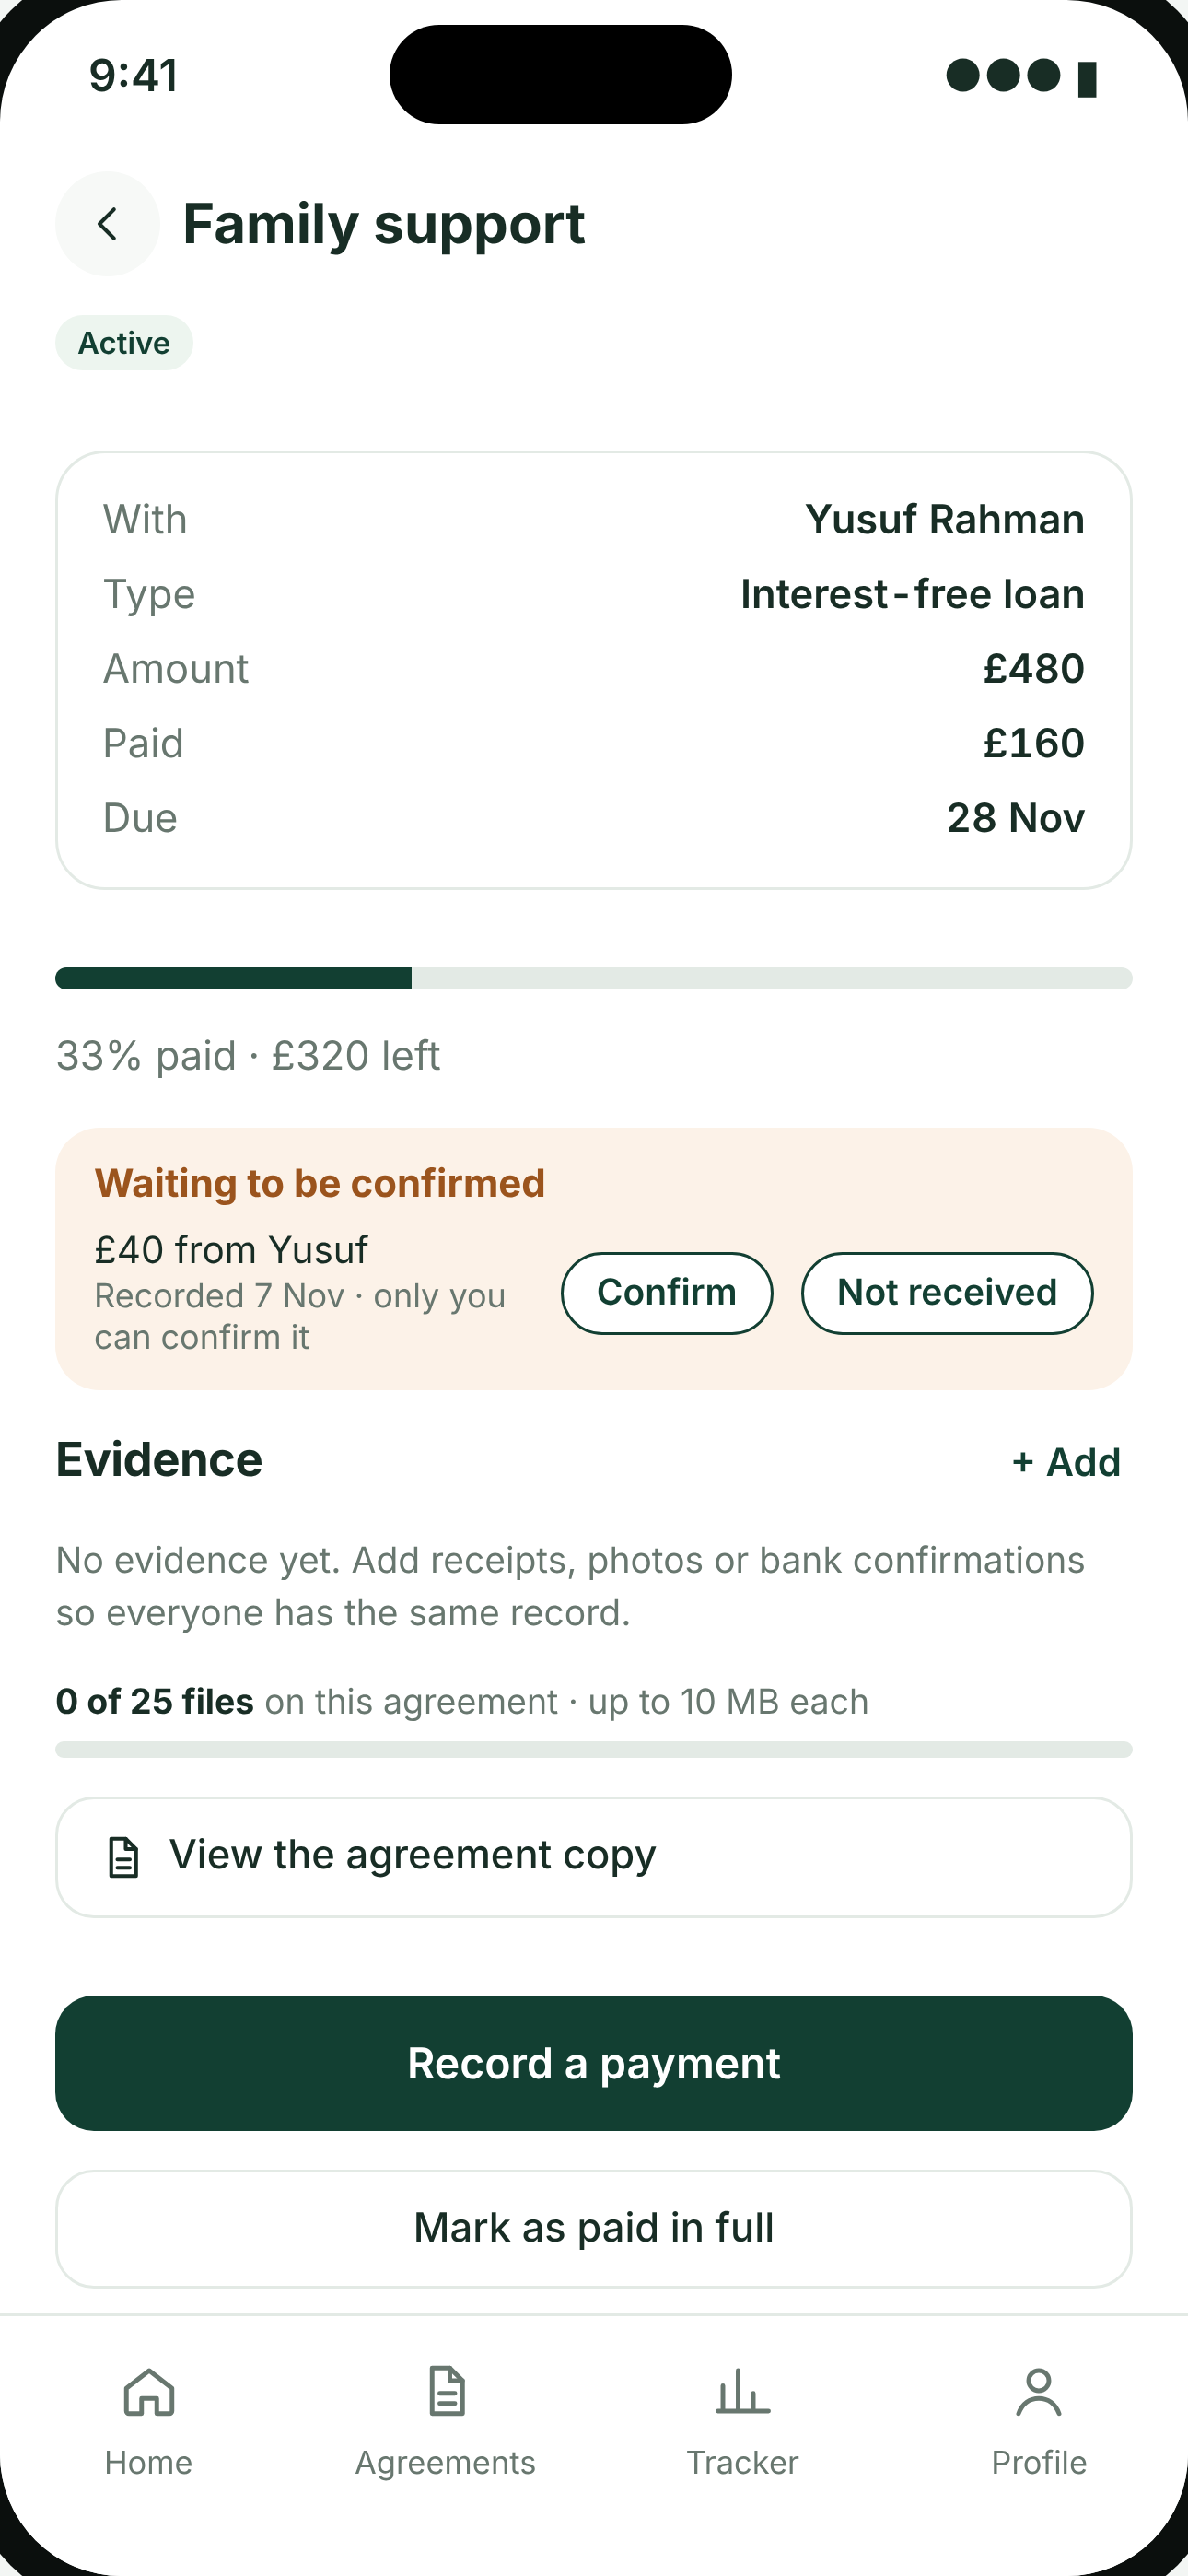 9:41
Family support
Active
With Yusuf Rahman
Type Interest-free loan
Amount £480
Paid £160
Due 28 Nov
33% paid · £320 left
Waiting to be confirmed
£40 from Yusuf
Recorded 7 Nov · only you
can confirm it
Confirm Not received
Evidence + Add
No evidence yet. Add receipts, photos or bank confirmations
so everyone has the same record.
0 of 25 files on this agreement · up to 10 MB each
View the agreement copy
Record a payment
Mark as paid in full
Home Agreements Tracker Profile